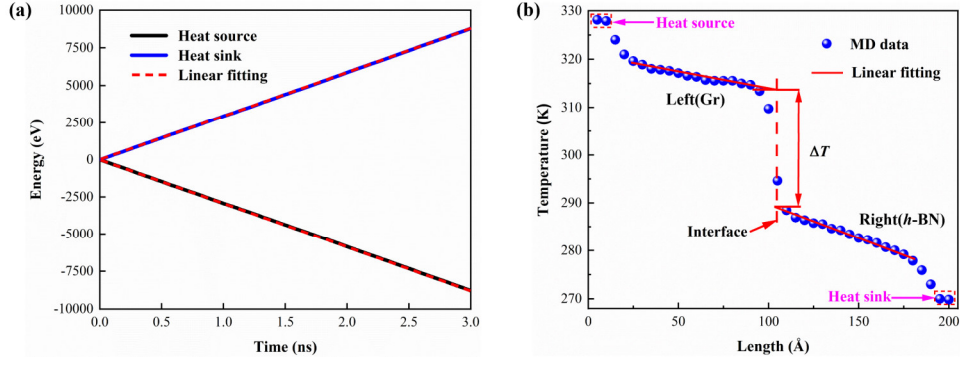 (a)
10000
7500
5000
2500
0
-2500
-5000
-7500
-10000
Energy (eV)
Heat source
Heat sink
Linear fitting
0.0
0.5
1.0
1.5
2.0
2.5
3.0
Time (ns)
(b)
330
320
310
300
290
280
270
Temperature (K)
Heat source
MD data
Linear fitting
Left(Gr)
ΔT
Right(h-BN)
Interface
Heat sink
0
50
100
150
200
Length (Å)